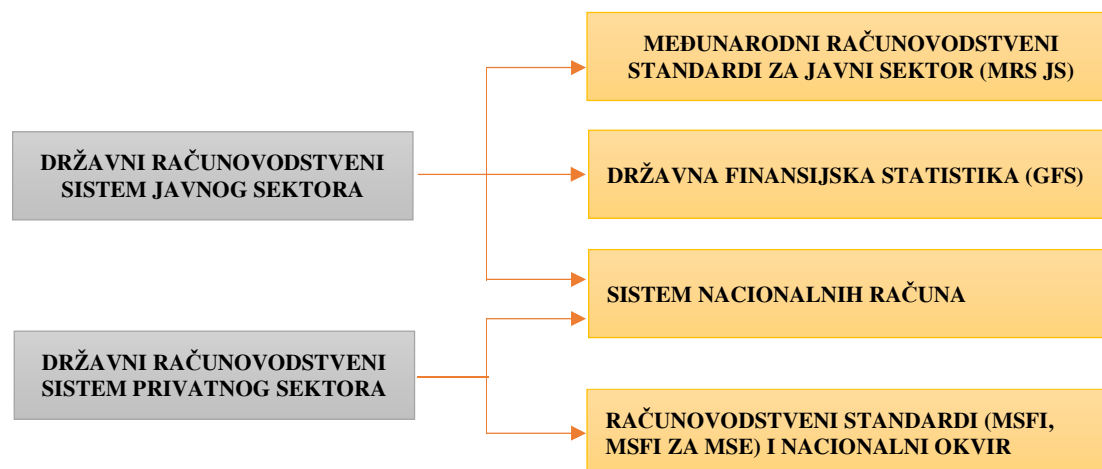 MEĐUNARODNI RAČUNOVODSTVENI
STANDARDI ZA JAVNI SEKTOR (MRS JS)
DRŽAVNI RAČUNOVODSTVENI
SISTEM JAVNOG SEKTORA
DRŽAVNA FINANSIJSKA STATISTIKA (GFS)
SISTEM NACIONALNIH RAČUNA
DRŽAVNI RAČUNOVODSTVENI
SISTEM PRIVATNOG SEKTORA
RAČUNOVODSTVENI STANDARDI (MSFI,
MSFI ZA MSE) I NACIONALNI OKVIR